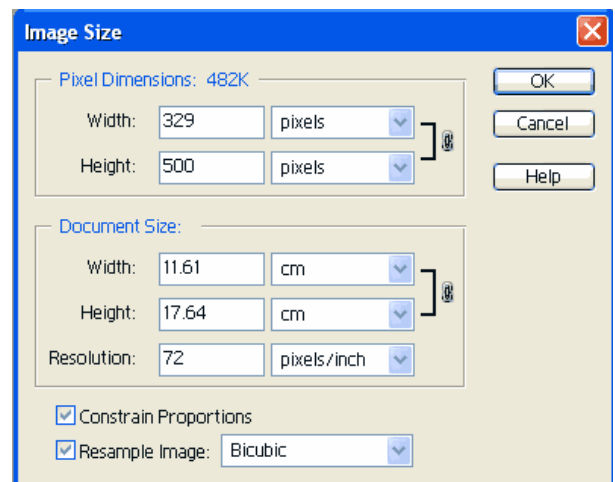 Image Size
Pixel Dimensions: 482K
OK
Width: 329 pixels
Cancel
Height: 500 pixels
Help
Document Size:
Width: 11.61 cm
Height: 17.64 cm
Resolution: 72 pixels/inch
Constrain Proportions
Resample Image: Bicubic